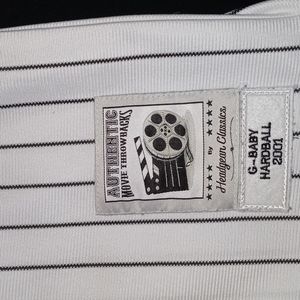 AUTHENTIC
MOVIE THROWBACKS
By
Headgear Classics
G-BABY
HARDBALL
2001